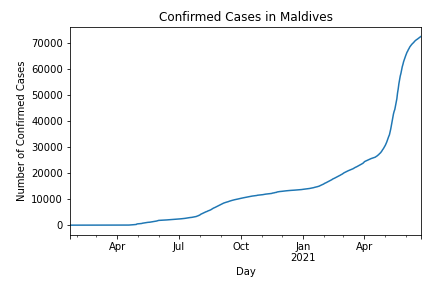 Confirmed Cases in Maldives
Number of Confirmed Cases
70000
60000
50000
40000
30000
20000
10000
0
Apr Jul Oct Jan Apr
2021
Day